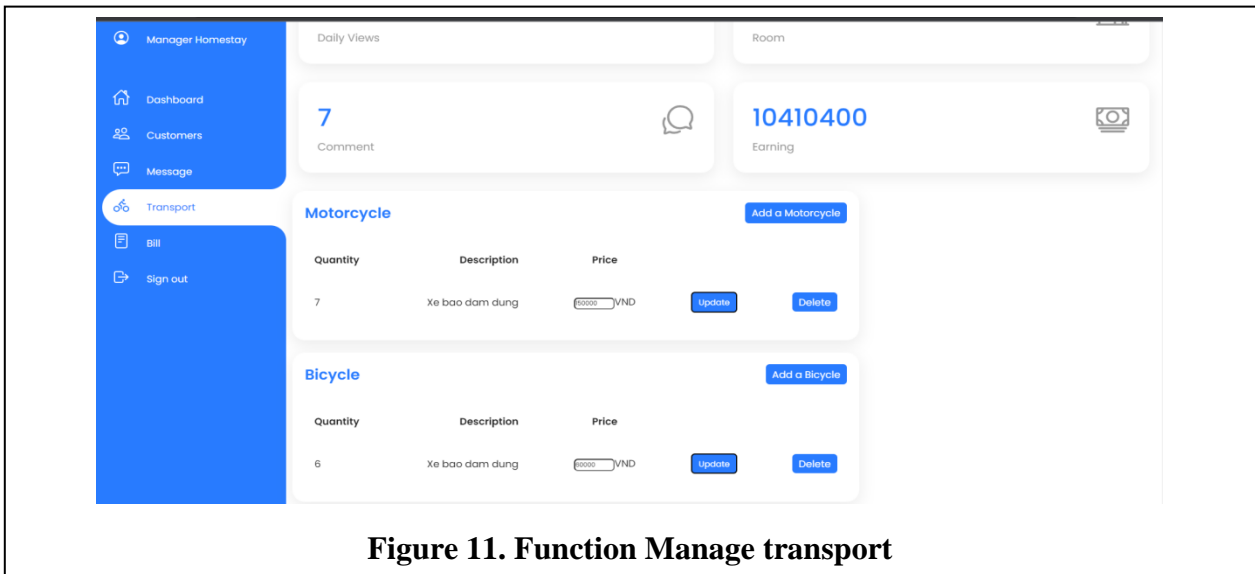 Manager Homestay
Daily Views
Room
Dashboard
Customers
Message
Transport
Bill
Sign out
7
Comment
10410400
Earning
Motorcycle
Add a Motorcycle
Quantity Description Price
7 Xe bao dam dung VND Update Delete
Bicycle
Add a Bicycle
Quantity Description Price
6 Xe bao dam dung VND Update Delete
Figure 11. Function Manage transport